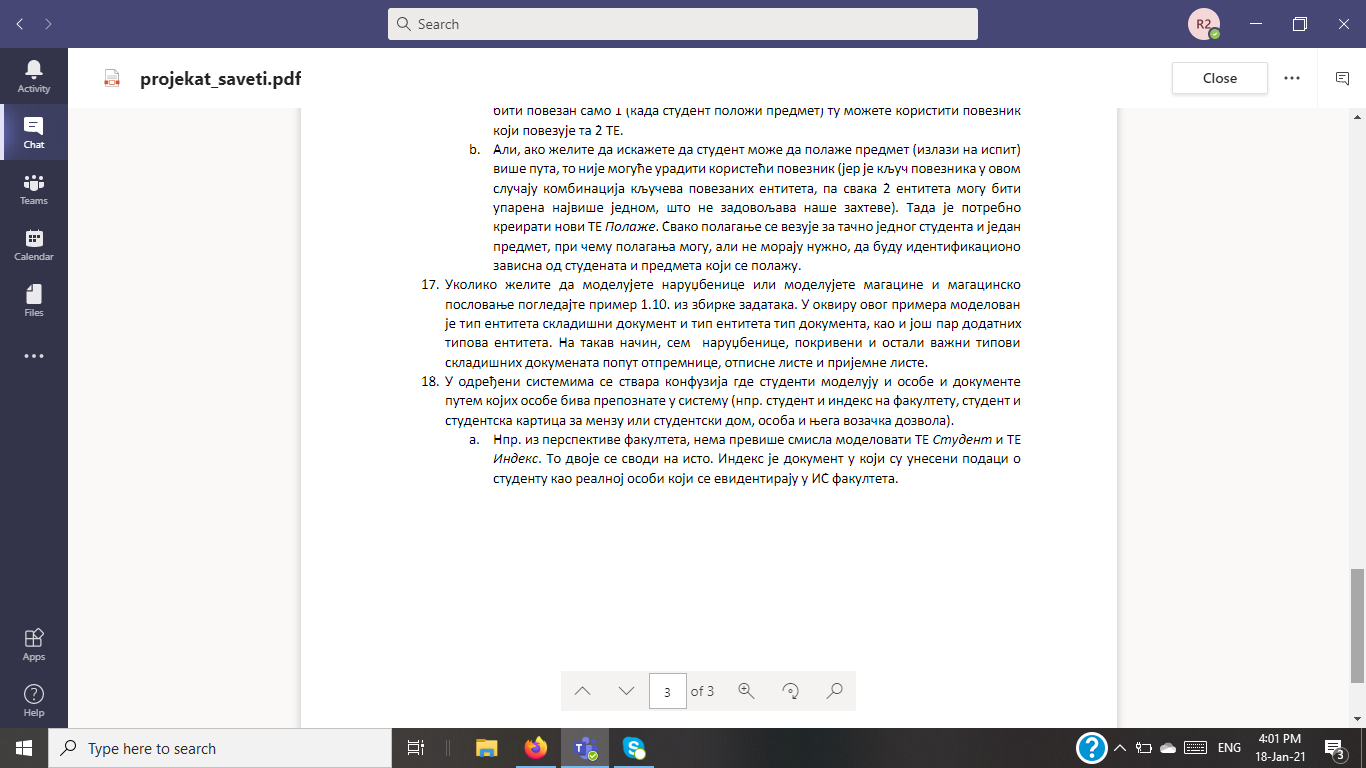 Search
R2
Activity
Chat
Teams
Calendar
Files
Apps
Help
projekat_saveti.pdf
Close
бити повезан само 1 (када студент положи предмет) ту можете користити повезник
који повезује та 2 ТЕ.
b. Али, ако желите да искажете да студент може да полаже предмет (излази на испит)
више пута, то није могуће урадити користећи повезник (јер је кључ повезника у овом
случају комбинација кључева повезаних ентитета, па свака 2 ентитета могу бити
упарена највише једном, што не задовољава наше захтеве). Тада је потребно
креирати нови ТЕ Полаже. Свако полагање се везује за тачно једног студента и један
предмет, при чему полагања могу, али не морају нужно, да буду идентификационо
зависна од студената и предмета који се полажу.
17. Уколико желите да моделујете наруџбенице или моделујете магацине и магацинско
пословање погледајте пример 1.10. из збирке задатака. У оквиру овог примера моделован
је тип ентитета складишни документ и тип ентитета тип документа, као и још пар додатних
типова ентитета. На такав начин, сем наруџбенице, покривени и остали важни типови
складишних докумената попут отпремнице, отписне листе и пријемне листе.
18. У одређени системима се ствара конфузија где студенти моделују и особе и документе
путем којих особе бива препознате у систему (нпр. студент и индекс на факултету, студент и
студентска картица за мензу или студентски дом, особа и њега возачка дозвола).
a. Нпр. из перспективе факултета, нема превише смисла моделовати ТЕ Студент и ТЕ
Индекс. То двоје се своди на исто. Индекс је документ у који су унесени подаци о
студенту као реалној особи који се евидентирају у ИС факултета.
3 of 3
Type here to search
ENG
4:01 PM
18-Jan-21
3